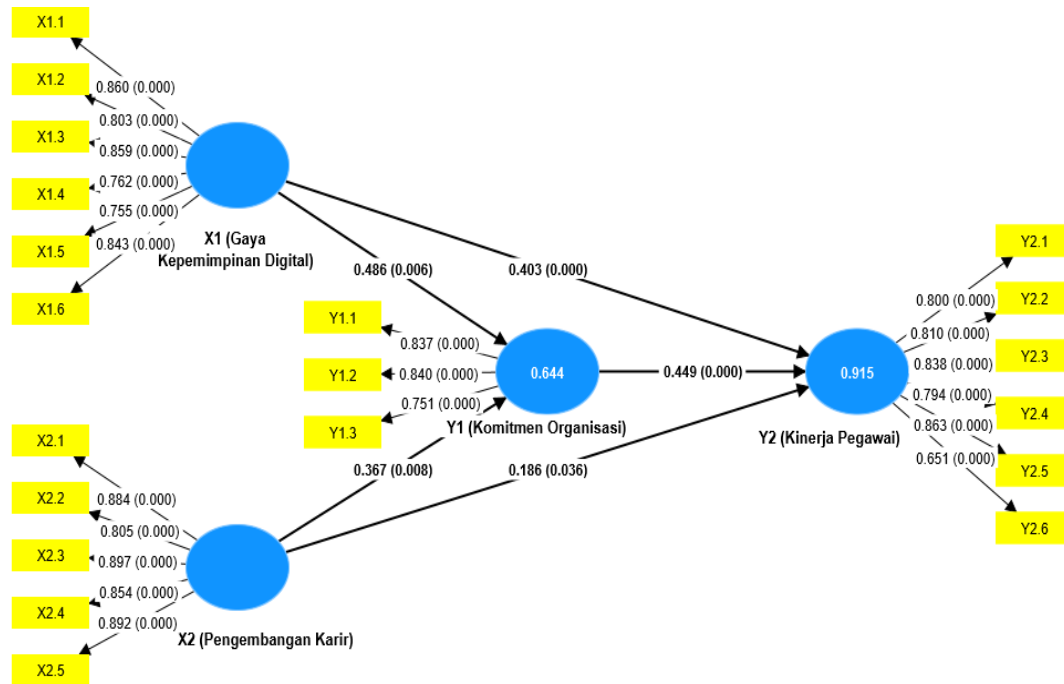 X1.1
X1.2
X1.3
X1.4
X1.5
X1.6
0.860 (0.000)
0.803 (0.000)
0.859 (0.000)
0.762 (0.000)
0.755 (0.000)
0.843 (0.000)
X1 (Gaya
Kepemimpinan Digital)
0.486 (0.006)
0.403 (0.000)
Y1.1
Y1.2
Y1.3
0.837 (0.000)
0.840 (0.000)
0.751 (0.000)
0.644
Y1 (Komitmen Organisasi)
0.449 (0.000)
0.915
Y2 (Kinerja Pegawai)
0.800 (0.000)
0.810 (0.000)
0.838 (0.000)
0.794 (0.000)
0.863 (0.000)
0.651 (0.000)
Y2.1
Y2.2
Y2.3
Y2.4
Y2.5
Y2.6
0.367 (0.008)
0.186 (0.036)
X2.1
X2.2
X2.3
X2.4
X2.5
0.884 (0.000)
0.805 (0.000)
0.897 (0.000)
0.854 (0.000)
0.892 (0.000)
X2 (Pengembangan Karir)